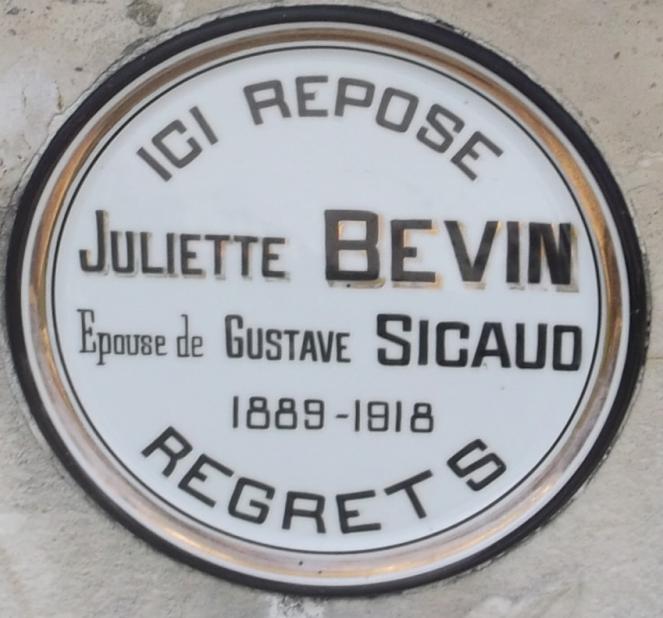 ICI REPOSE
JULIETTE BEVIN
Epouse de GUSTAVE SICAUD
1889-1918
REGRETS